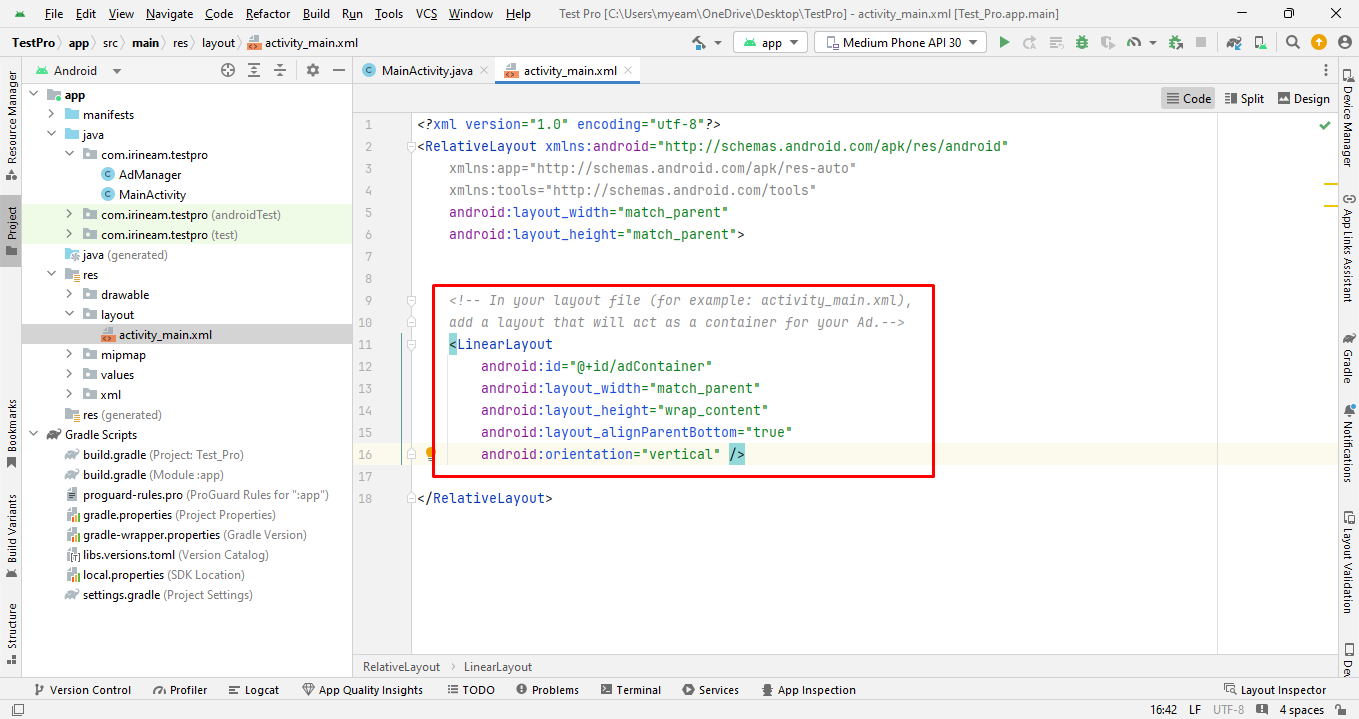 File Edit View Navigate Code Refactor Build Run Tools VCS Window Help Test Pro [C:\Users\myeam\OneDrive\Desktop\TestPro] - activity_main.xml [Test_Pro.app.main]
TestPro app src main res layout activity_main.xml app Medium Phone API 30
Android
MainActivity.java activity_main.xml
Code Split Design
Resource Manager
Project
Bookmarks
Build Variants
Structure
app
manifests
java
com.irineam.testpro
AdManager
MainActivity
com.irineam.testpro (androidTest)
com.irineam.testpro (test)
java (generated)
res
drawable
layout
activity_main.xml
mipmap
values
xml
res (generated)
Gradle Scripts
build.gradle (Project: Test_Pro)
build.gradle (Module :app)
proguard-rules.pro (ProGuard Rules for ":app")
gradle.properties (Project Properties)
gradle-wrapper.properties (Gradle Version)
libs.versions.toml (Version Catalog)
local.properties (SDK Location)
settings.gradle (Project Settings)
1 <?xml version="1.0" encoding="utf-8"?>
2 <RelativeLayout xmlns:android="http://schemas.android.com/apk/res/android"
3 xmlns:app="http://schemas.android.com/apk/res-auto"
4 xmlns:tools="http://schemas.android.com/tools"
5 android:layout_width="match_parent"
6 android:layout_height="match_parent">
7
8
9 <!-- In your layout file (for example: activity_main.xml),
10 add a layout that will act as a container for your Ad.-->
11 <LinearLayout
12 android:id="@+id/adContainer"
13 android:layout_width="match_parent"
14 android:layout_height="wrap_content"
15 android:layout_alignParentBottom="true"
16 android:orientation="vertical" />
17
18 </RelativeLayout>
Device Manager
App Links Assistant
Gradle
Notifications
Layout Validation
RelativeLayout LinearLayout
Version Control Profiler Logcat App Quality Insights TODO Problems Terminal Services App Inspection Layout Inspector
16:42 LF UTF-8 4 spaces